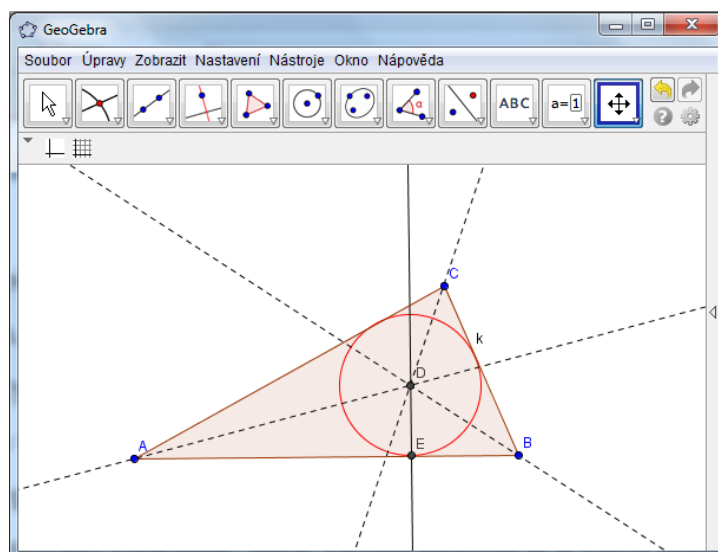 GeoGebra
Soubor Úpravy Zobrazit Nastavení Nástroje Okno Nápověda
α ABC a=1
?
C
k
D
A
E
B